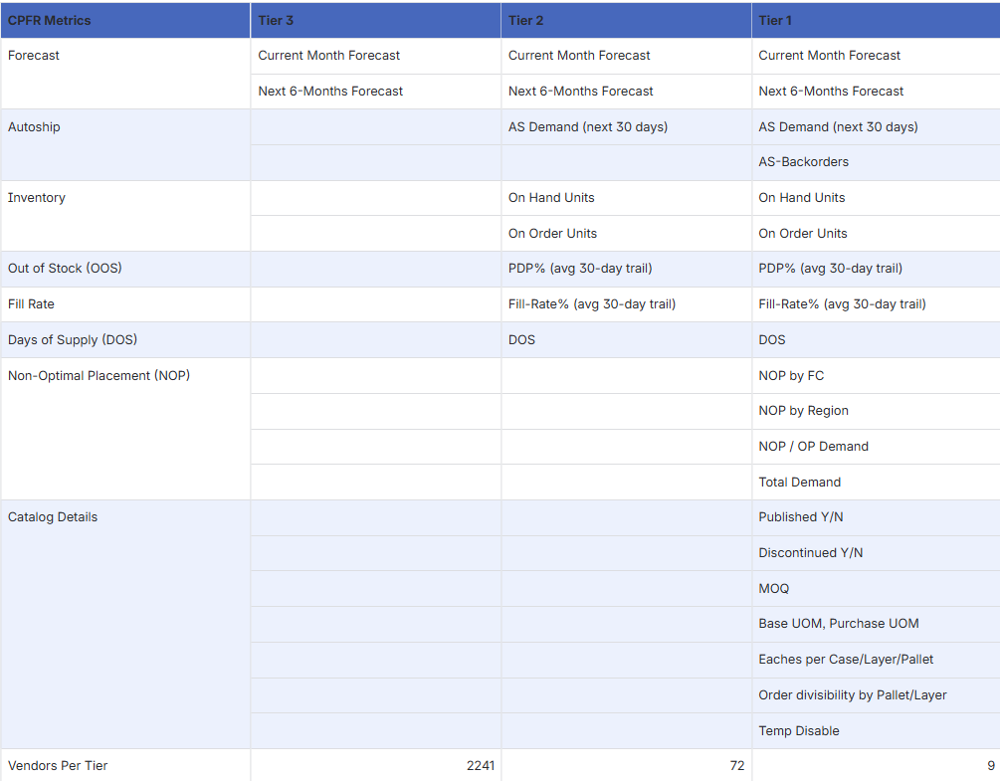 CPFR Metrics Tier 3 Tier 2 Tier 1
Forecast Current Month Forecast Current Month Forecast Current Month Forecast
Next 6-Months Forecast Next 6-Months Forecast Next 6-Months Forecast
Autoship AS Demand (next 30 days) AS Demand (next 30 days)
AS-Backorders
Inventory On Hand Units On Hand Units
On Order Units On Order Units
Out of Stock (OOS) PDP% (avg 30-day trail) PDP% (avg 30-day trail)
Fill Rate Fill-Rate% (avg 30-day trail) Fill-Rate% (avg 30-day trail)
Days of Supply (DOS) DOS DOS
Non-Optimal Placement (NOP) NOP by FC
NOP by Region
NOP / OP Demand
Total Demand
Catalog Details Published Y/N
Discontinued Y/N
MOQ
Base UOM, Purchase UOM
Eaches per Case/Layer/Pallet
Order divisibility by Pallet/Layer
Temp Disable
Vendors Per Tier 2241 72 9